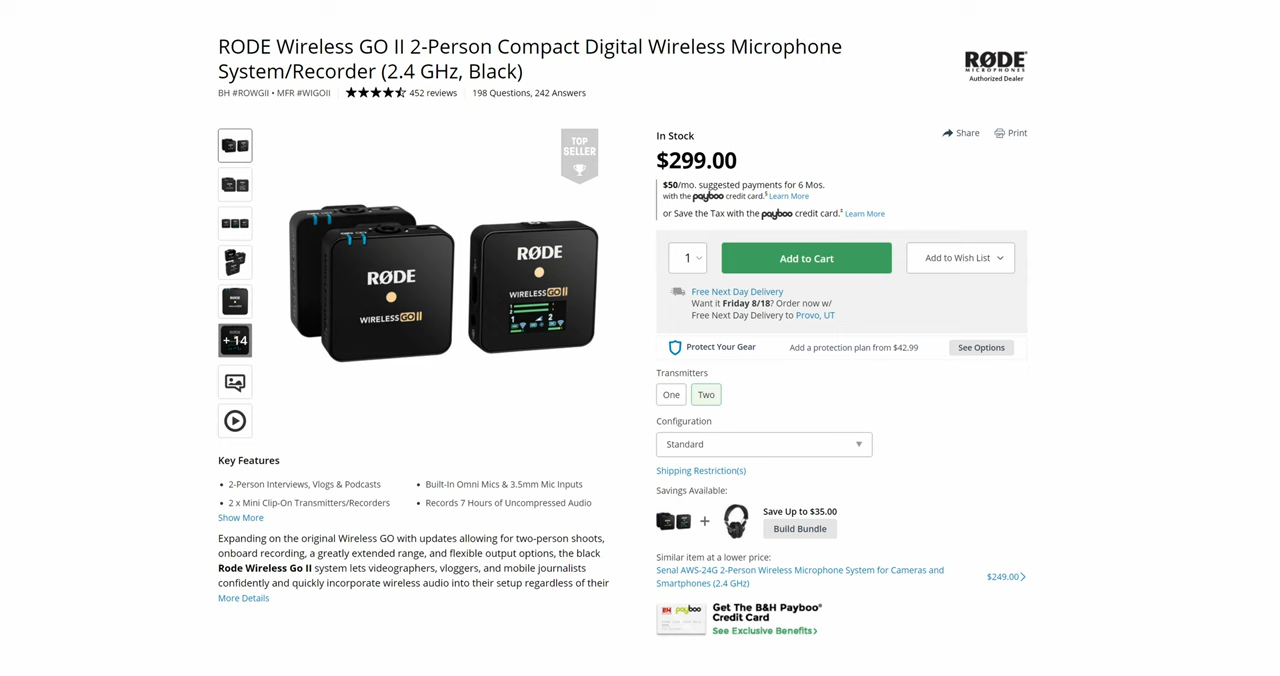 RODE Wireless GO II 2-Person Compact Digital Wireless Microphone
System/Recorder (2.4 GHz, Black)
BH #ROWGII • MFR #WIGOII
452 reviews
198 Questions, 242 Answers
RØDE
MICROPHONES
Authorized Dealer
+ 14
TOP
SELLER
RØDE
WIRELESS GO II
RØDE
WIRELESS GO II
1
2
1
2
Key Features
• 2-Person Interviews, Vlogs & Podcasts
• Built-In Omni Mics & 3.5mm Mic Inputs
• 2 x Mini Clip-On Transmitters/Recorders
• Records 7 Hours of Uncompressed Audio
Show More
Expanding on the original Wireless GO with updates allowing for two-person shoots,
onboard recording, a greatly extended range, and flexible output options, the black
Rode Wireless Go II system lets videographers, vloggers, and mobile journalists
confidently and quickly incorporate wireless audio into their setup regardless of their
More Details
In Stock
Share
Print
$299.00
$50/mo. suggested payments for 6 Mos.
with the payboo credit card.§ Learn More
or Save the Tax with the payboo credit card.‡ Learn More
1
Add to Cart
Add to Wish List
Free Next Day Delivery
Want it Friday 8/18? Order now w/
Free Next Day Delivery to Provo, UT
Protect Your Gear
Add a protection plan from $42.99
See Options
Transmitters
One
Two
Configuration
Standard
Shipping Restriction(s)
Savings Available:
+
Save Up to $35.00
Build Bundle
Similar item at a lower price:
Senal AWS-24G 2-Person Wireless Microphone System for Cameras and
Smartphones (2.4 GHz)
$249.00
BH payboo
Get The B&H Payboo®
Credit Card
See Exclusive Benefits